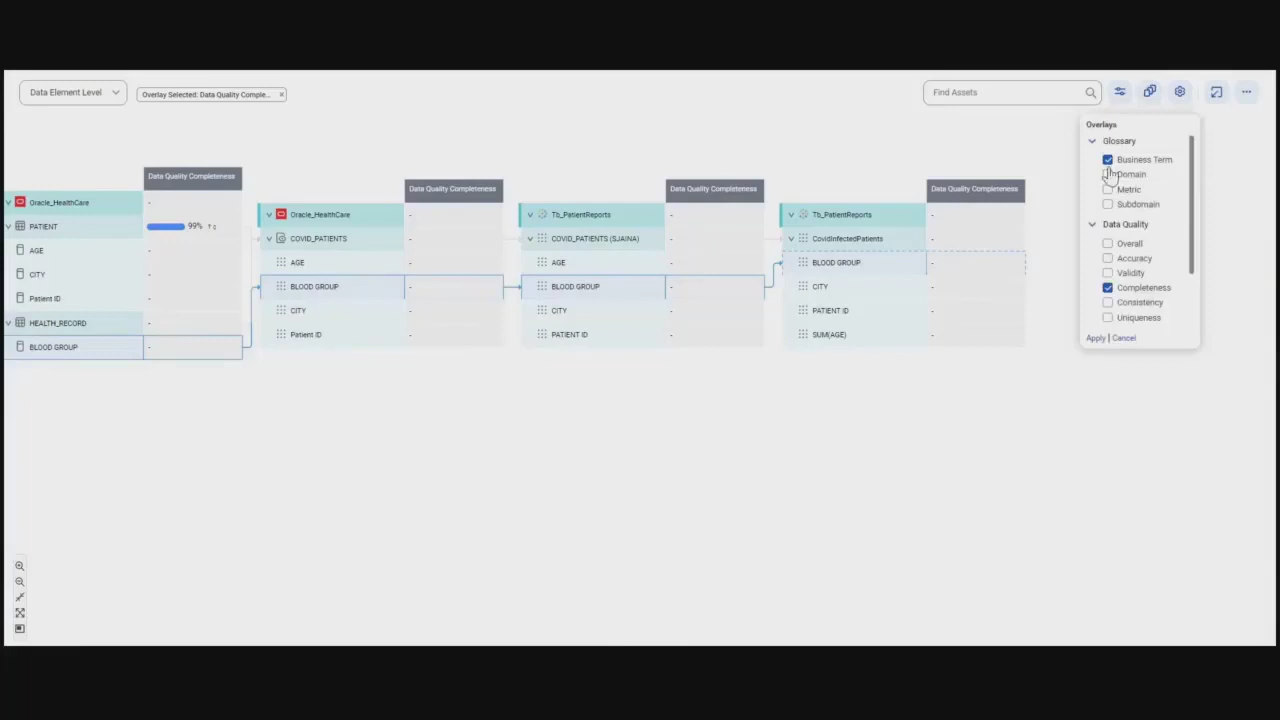 Data Element Level
Overlay Selected: Data Quality Comple... ×
Find Assets
Overlays
Glossary
Business Term
Domain
Metric
Subdomain
Data Quality
Overall
Accuracy
Validity
Completeness
Consistency
Uniqueness
Apply | Cancel
Data Quality Completeness
Oracle_HealthCare -
PATIENT 99%
AGE -
CITY -
Patient ID -
HEALTH_RECORD -
BLOOD GROUP -
Data Quality Completeness
Oracle_HealthCare -
COVID_PATIENTS -
AGE -
BLOOD GROUP -
CITY -
Patient ID -
Data Quality Completeness
Tb_PatientReports -
COVID_PATIENTS (SJAINA) -
AGE -
BLOOD GROUP -
CITY -
PATIENT ID -
Data Quality Completeness
Tb_PatientReports -
CovidInfectedPatients -
BLOOD GROUP -
CITY -
PATIENT ID -
SUM(AGE) -